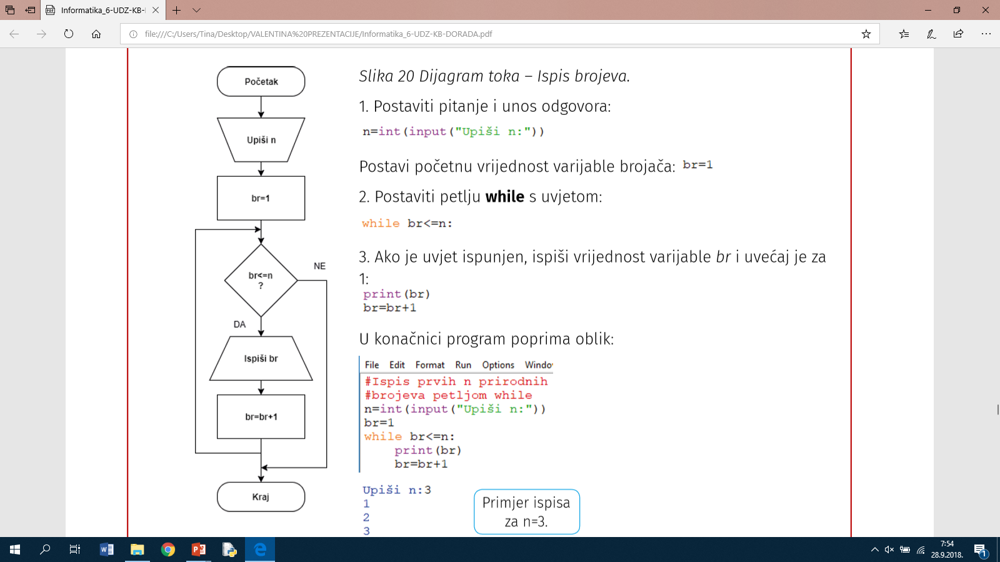 Informatika_6-UDZ-KB-I
file:///C:/Users/Tina/Desktop/VALENTINA%20PREZENTACIJE/Informatika_6-UDZ-KB-DORADA.pdf
Početak
Upiši n
br=1
br<=n
?
NE
DA
Ispiši br
br=br+1
Kraj
Slika 20 Dijagram toka – Ispis brojeva.
1. Postaviti pitanje i unos odgovora:
n=int(input("Upiši n:"))
Postavi početnu vrijednost varijable brojača: br=1
2. Postaviti petlju while s uvjetom:
while br<=n:
3. Ako je uvjet ispunjen, ispiši vrijednost varijable br i uvećaj je za
1:
print(br)
br=br+1
U konačnici program poprima oblik:
File Edit Format Run Options Windo
#Ispis prvih n prirodnih
#brojeva petljom while
n=int(input("Upiši n:"))
br=1
while br<=n:
print(br)
br=br+1
Upiši n:3
1
2
3
Primjer ispisa
za n=3.
7:54
28.9.2018.
1